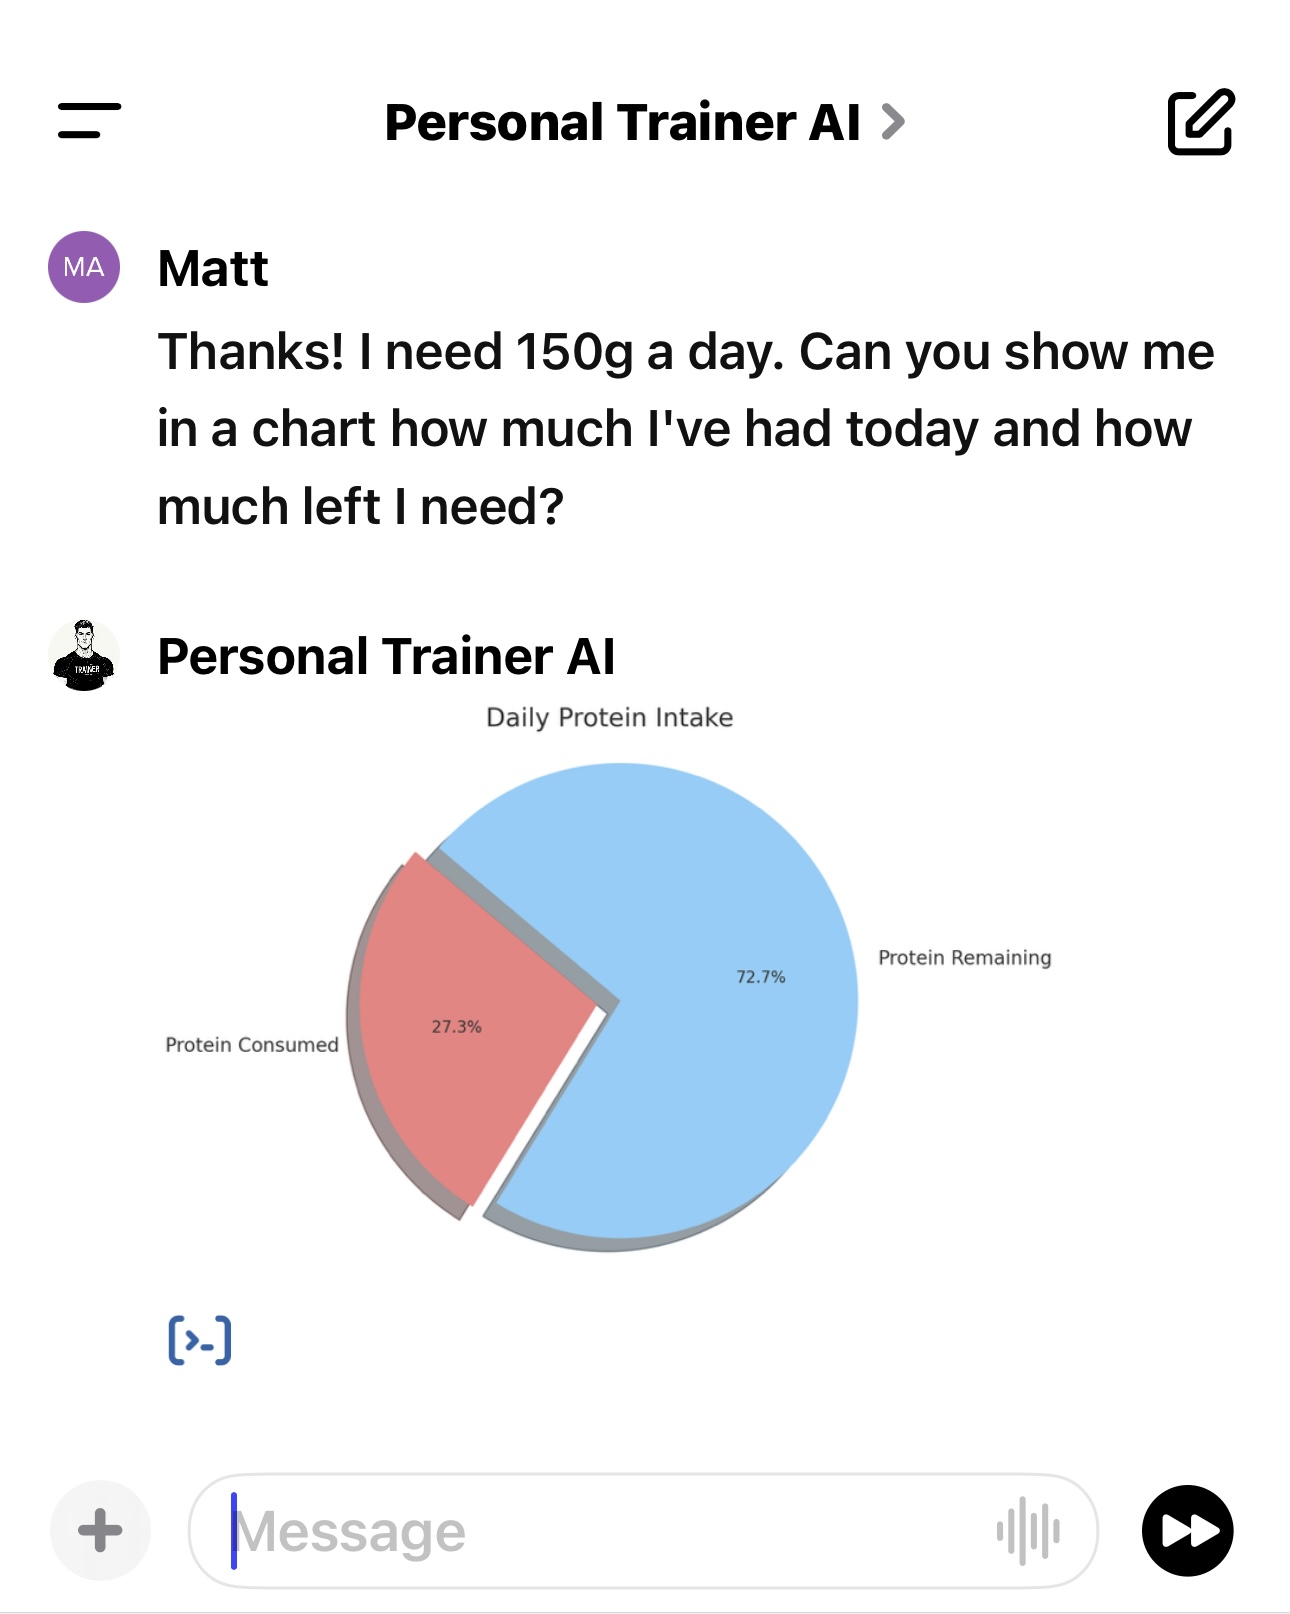 Personal Trainer AI
MA
Matt
Thanks! I need 150g a day. Can you show me
in a chart how much I've had today and how
much left I need?
TRAINER
Personal Trainer AI
Daily Protein Intake
Protein Remaining
72.7%
27.3%
Protein Consumed
Message